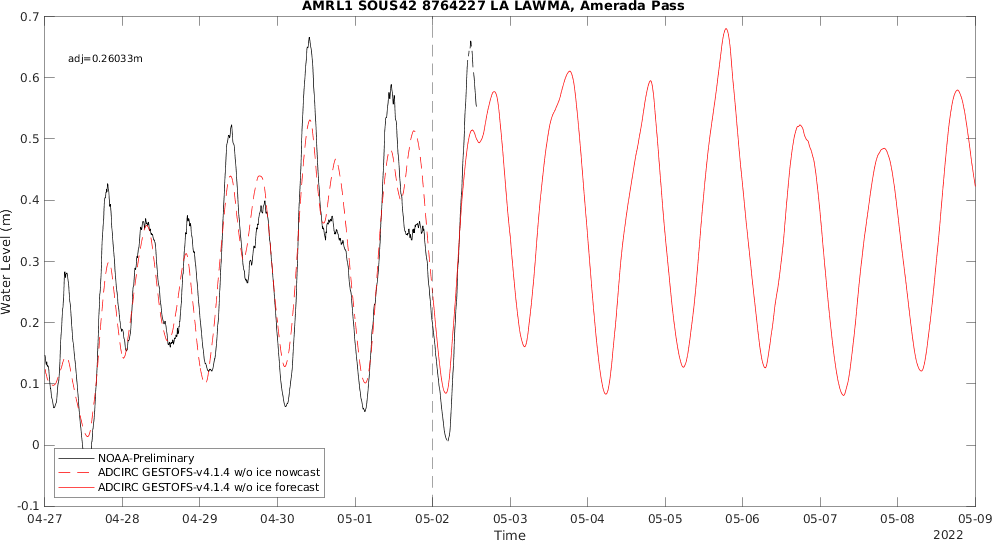 AMRL1 SOUS42 8764227 LA LAWMA, Amerada Pass
adj=0.26033m
Water Level (m)
0.7
0.6
0.5
0.4
0.3
0.2
0.1
0
-0.1
NOAA-Preliminary
ADCIRC GESTOFS-v4.1.4 w/o ice nowcast
ADCIRC GESTOFS-v4.1.4 w/o ice forecast
04-27 04-28 04-29 04-30 05-01 05-02 05-03 05-04 05-05 05-06 05-07 05-08 05-09
Time
2022